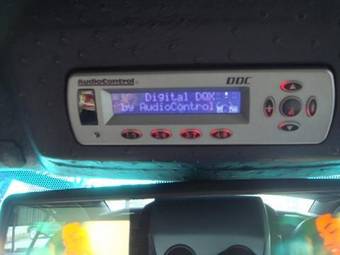 AudioControl
DDC
Digital DQX
by AudioControl